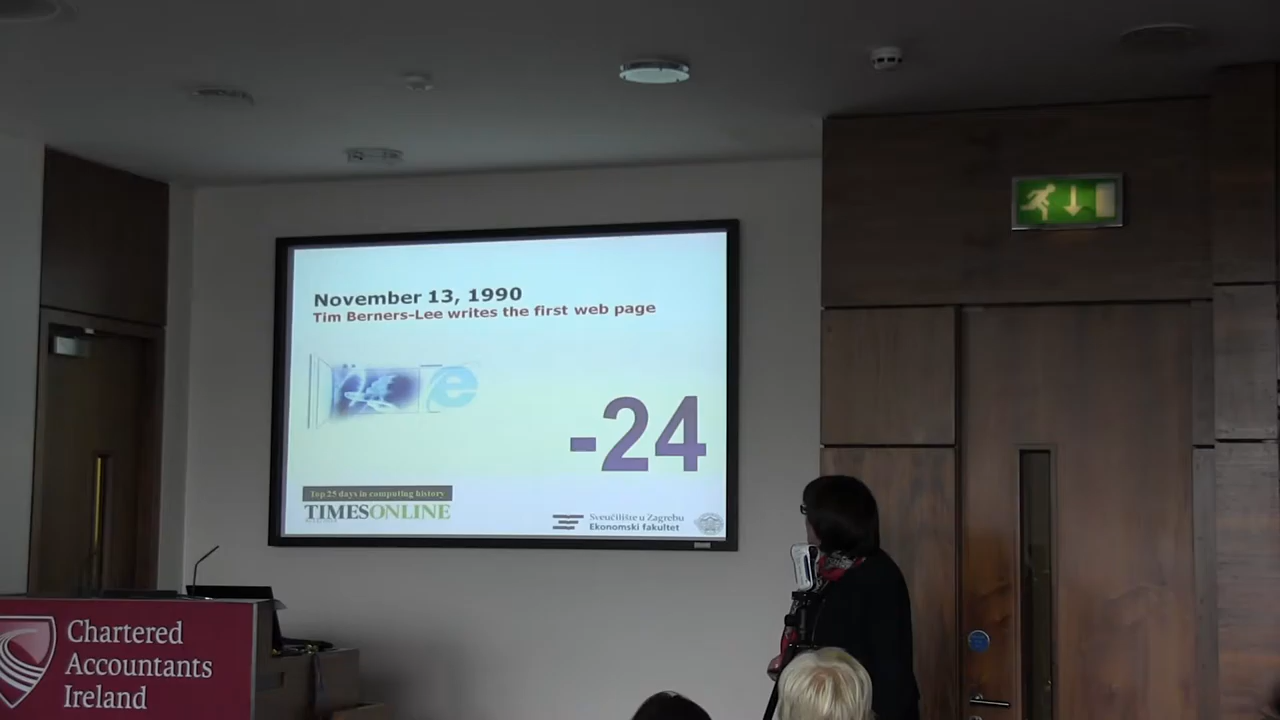 November 13, 1990
Tim Berners-Lee writes the first web page
e
-24
Top 25 days in computing history
TIMESONLINE
Sveučilište u Zagrebu
Ekonomski fakultet
Chartered
Accountants
Ireland